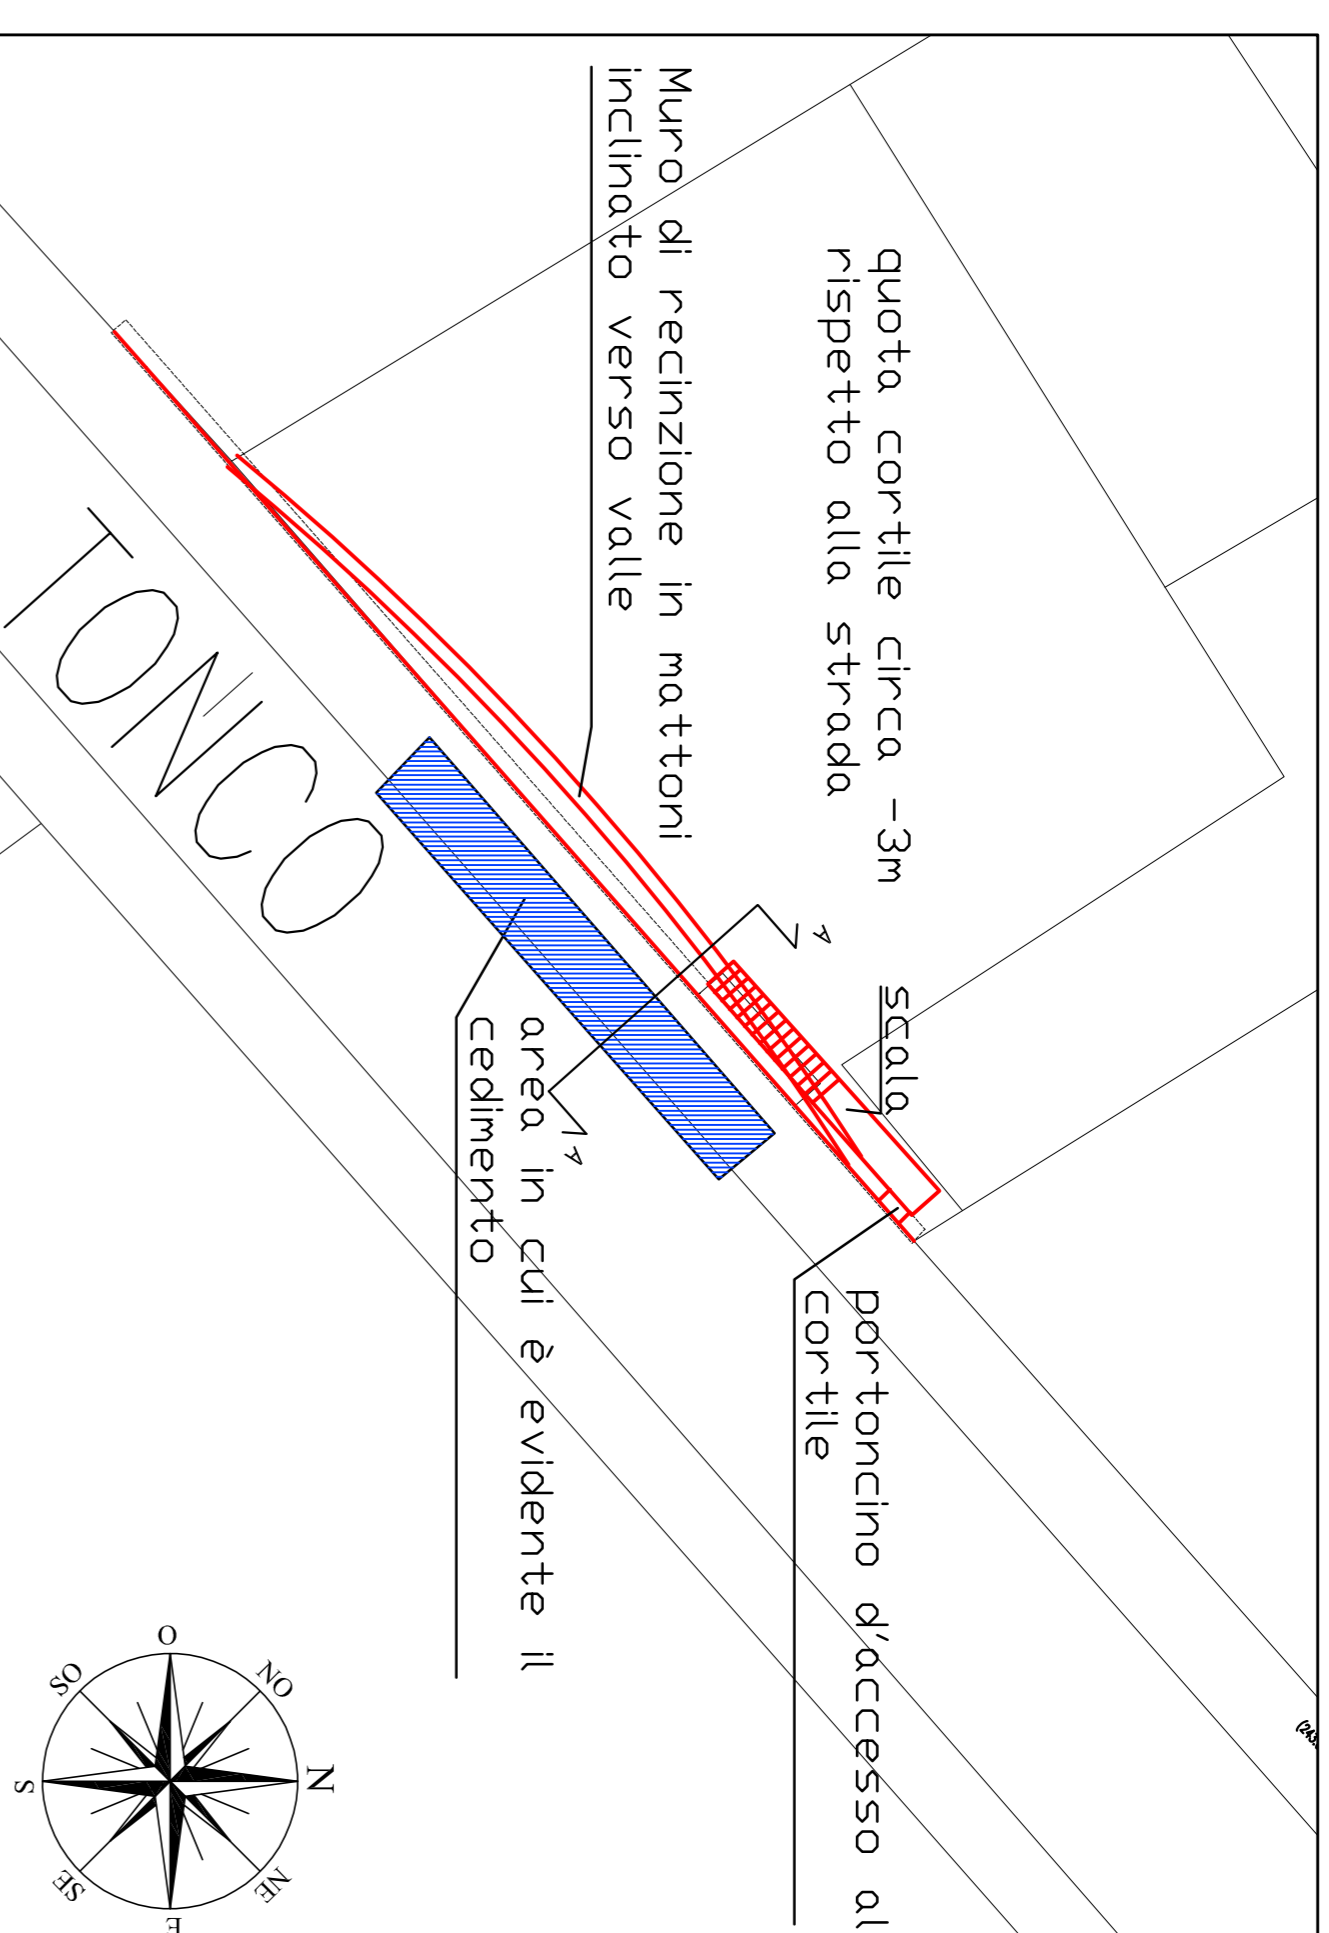 Muro di recinzione in mattoni
inclinato verso valle
quota cortile circa -3m
rispetto alla strada
scala
A
A
area in cui è evidente il
cedimento
portoncino d'accesso al
cortile
TONCO
N
NE
E
SE
S
SO
O
NO